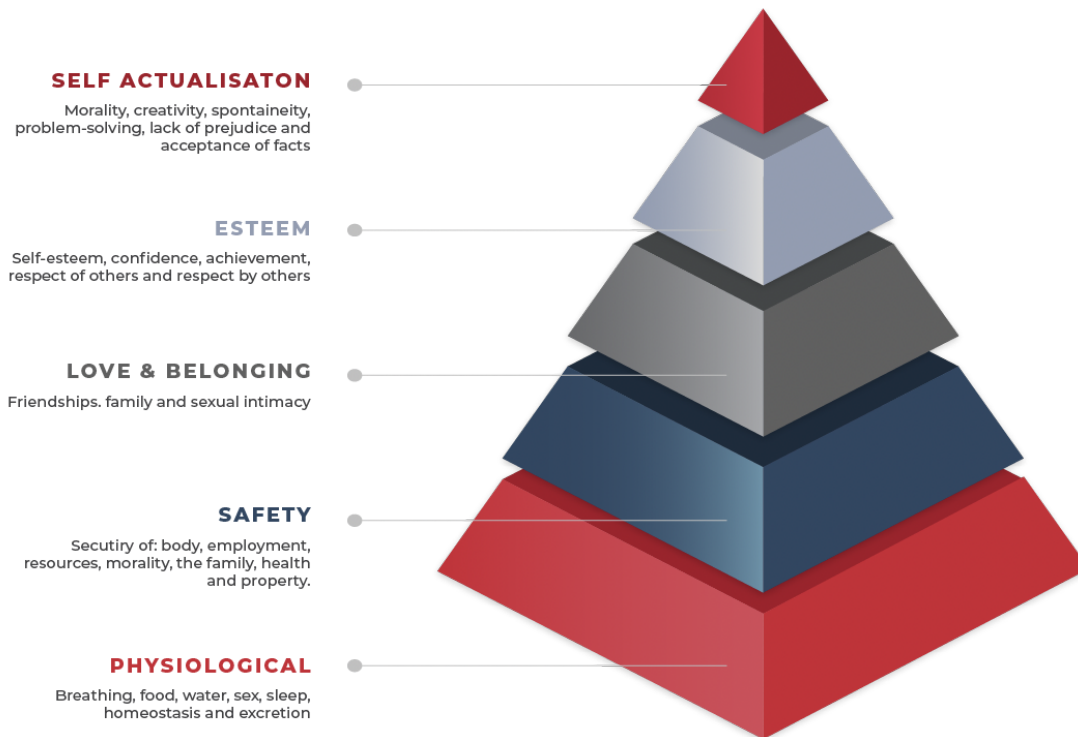 SELF ACTUALISATON
Morality, creativity, spontaineity,
problem-solving, lack of prejudice and
acceptance of facts
ESTEEM
Self-esteem, confidence, achievement,
respect of others and respect by others
LOVE & BELONGING
Friendships. family and sexual intimacy
SAFETY
Secutiry of: body, employment,
resources, morality, the family, health
and property.
PHYSIOLOGICAL
Breathing, food, water, sex, sleep,
homeostasis and excretion